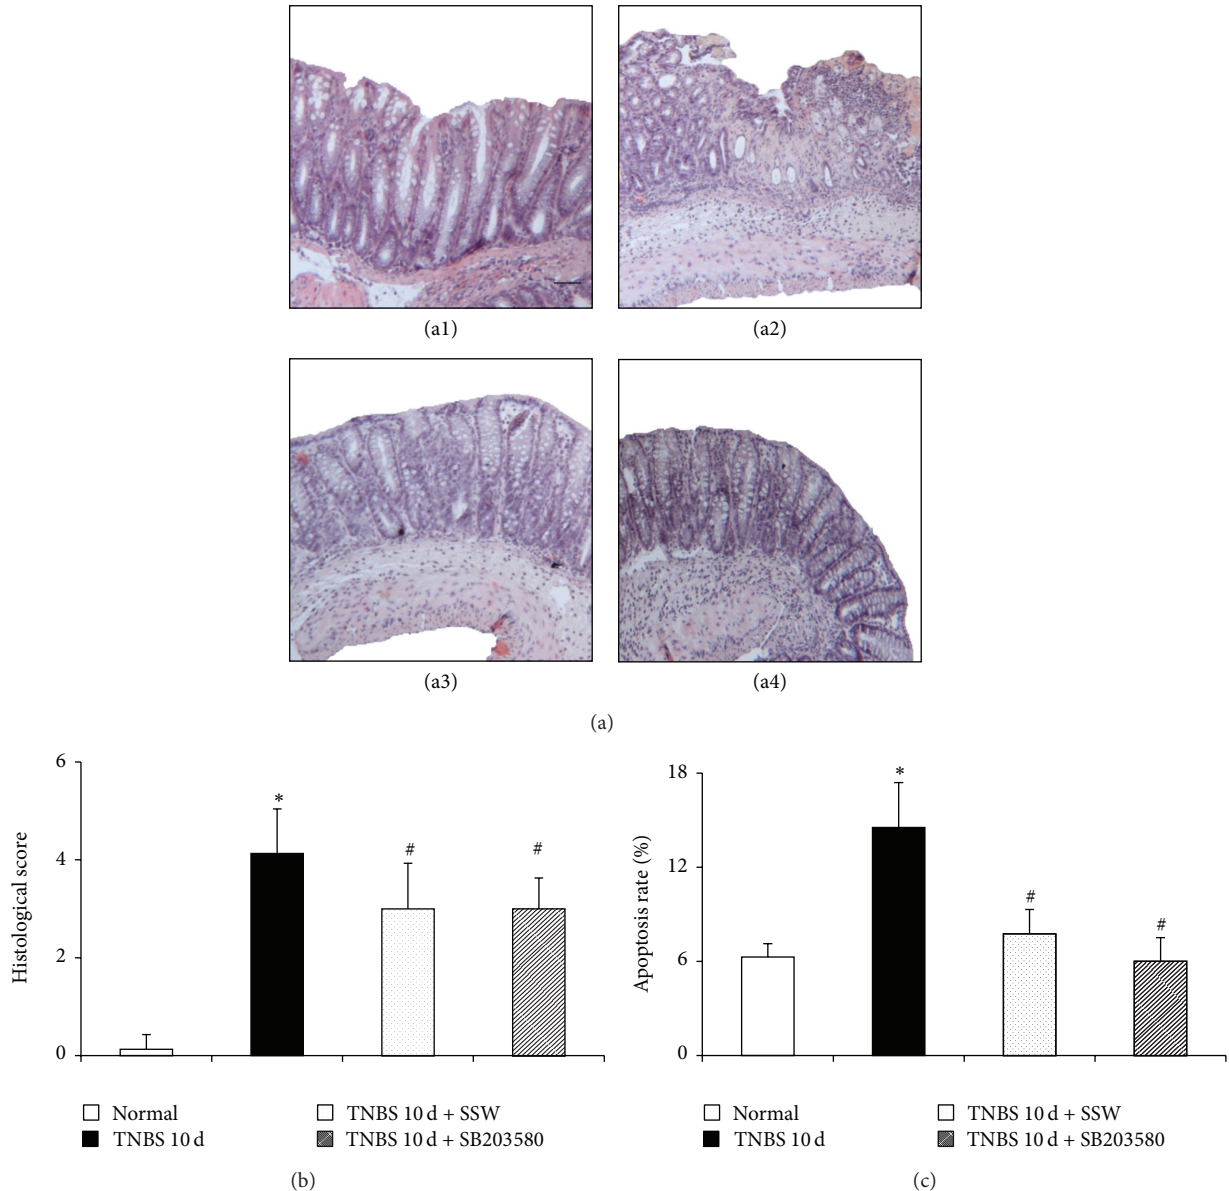 (a1)
(a2)
(a3)
(a4)
(a)
Histological score
6
4
2
0
*
#
#
Normal
TNBS 10 d
TNBS 10 d + SSW
TNBS 10 d + SB203580
(b)
Apoptosis rate (%)
18
12
6
0
*
#
#
Normal
TNBS 10 d
TNBS 10 d + SSW
TNBS 10 d + SB203580
(c)